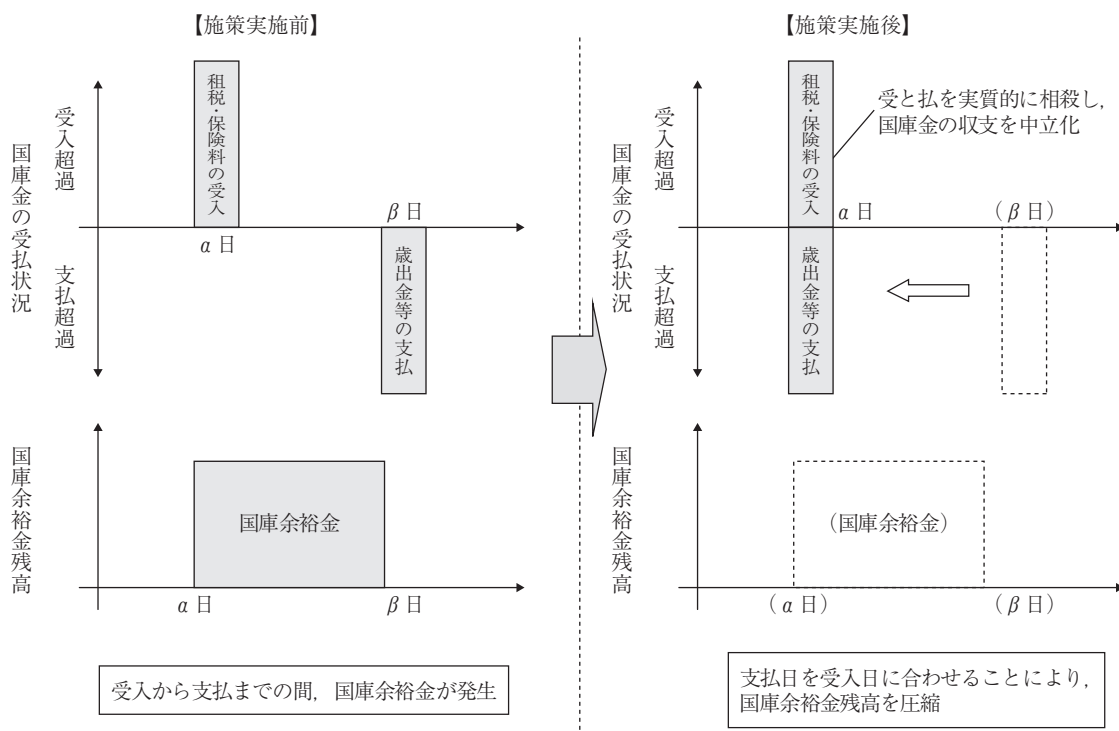 【施策実施前】
国庫金の受払状況
受入超過
支払超過
租税・保険料の受入
α日
β日
歳出金等の支払
国庫余裕金残高
国庫余裕金
α日
β日
受入から支払までの間，国庫余裕金が発生
【施策実施後】
国庫金の受払状況
受入超過
支払超過
租税・保険料の受入
受と払を実質的に相殺し，
国庫金の収支を中立化
α日
（β日）
歳出金等の支払
国庫余裕金残高
（国庫余裕金）
（α日）
（β日）
支払日を受入日に合わせることにより，
国庫余裕金残高を圧縮